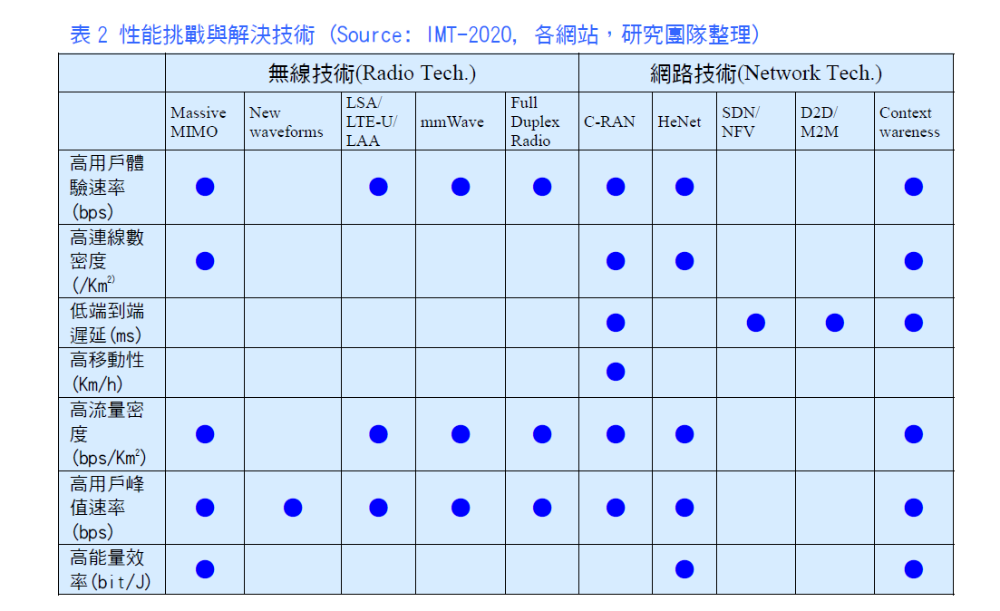 表 2 性能挑戰與解決技術 (Source: IMT-2020, 各網站,研究團隊整理)
無線技術(Radio Tech.) 網路技術(Network Tech.)
Massive MIMO
New waveforms
LSA/
LTE-U/
LAA
mmWave
Full
Duplex
Radio
C-RAN
HeNet
SDN/
NFV
D2D/
M2M
Context
wareness
高用戶體
驗速率
(bps)
● ● ● ● ● ● ●
高連線數
密度
(/Km²⁾
● ● ● ●
低端到端
遲延(ms)
● ● ● ●
高移動性
(Km/h)
●
高流量密
度
(bps/Km²)
● ● ● ● ● ● ●
高用戶峰
值速率
(bps)
● ● ● ● ● ● ● ●
高能量效
率(bit/J)
● ● ●